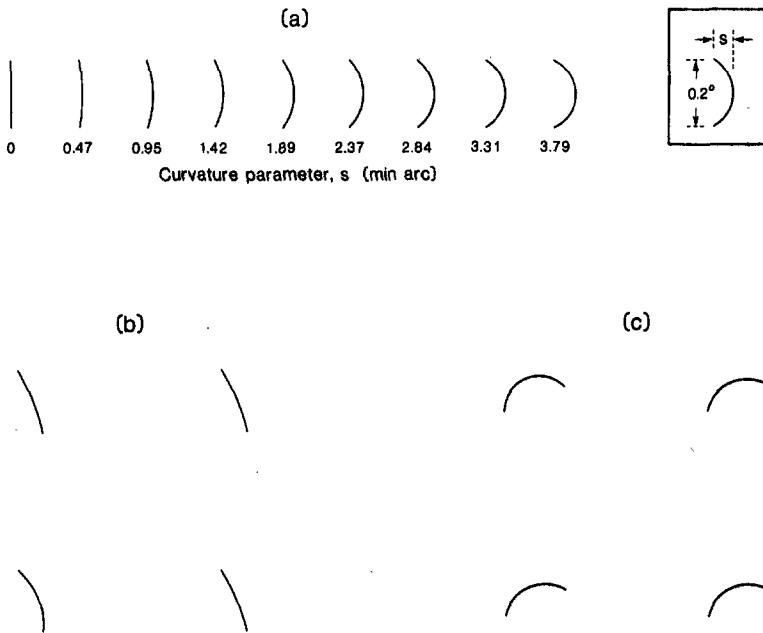 (a)
s
0.2°
0 0.47 0.95 1.42 1.89 2.37 2.84 3.31 3.79
Curvature parameter, s (min arc)
(b) (c)